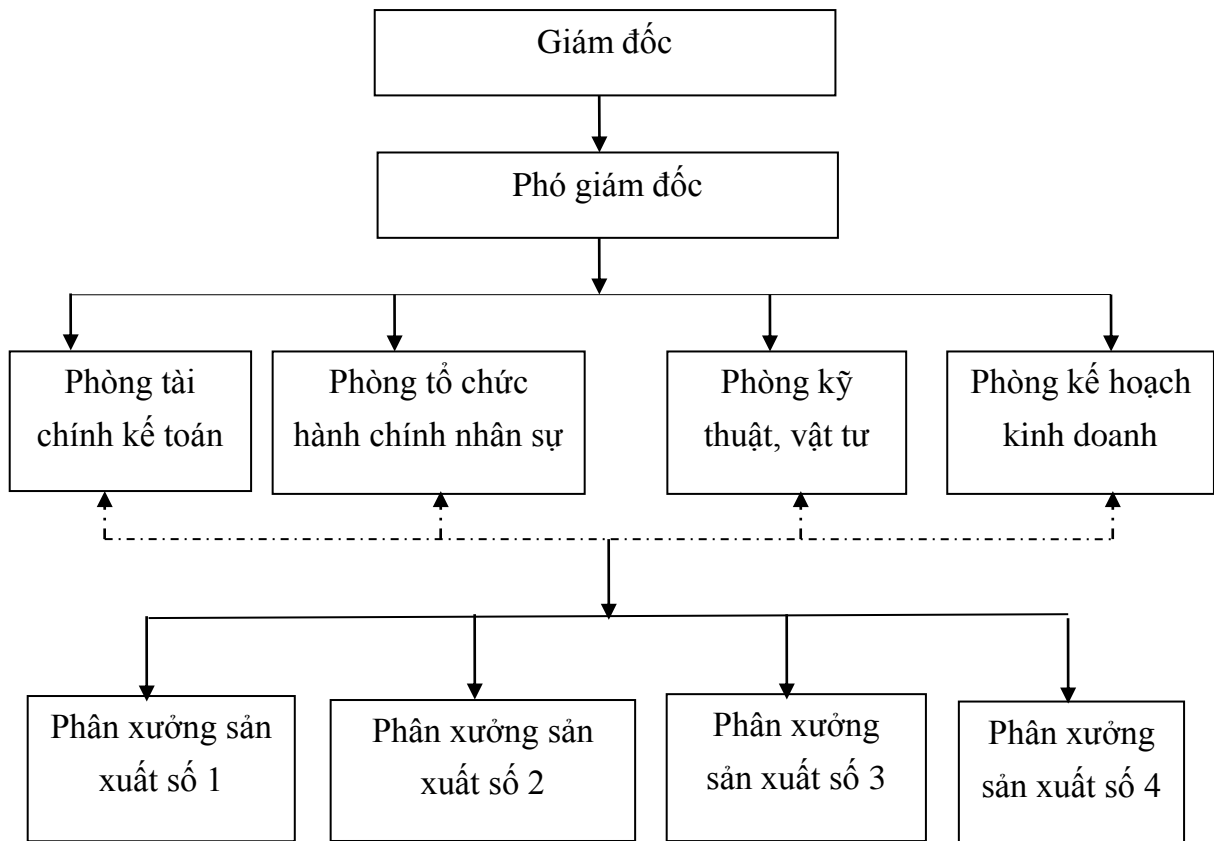 Giám đốc
Phó giám đốc
Phòng tài
chính kế toán
Phòng tổ chức
hành chính nhân sự
Phòng kỹ
thuật, vật tư
Phòng kế hoạch
kinh doanh
Phân xưởng sản
xuất số 1
Phân xưởng sản
xuất số 2
Phân xưởng
sản xuất số 3
Phân xưởng
sản xuất số 4